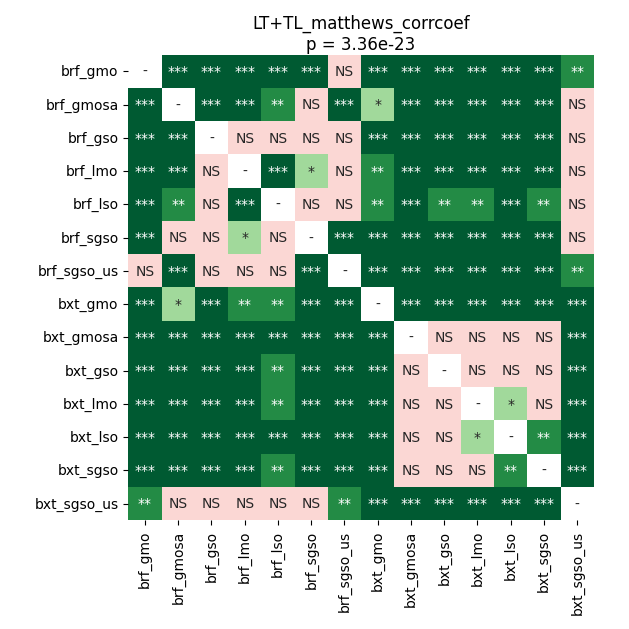 LT+TL_matthews_corrcoef
p = 3.36e-23
brf_gmo - *** *** *** *** *** NS *** *** *** *** *** *** **
brf_gmosa *** - *** *** ** NS *** * *** *** *** *** *** NS
brf_gso *** *** - NS NS NS NS *** *** *** *** *** *** NS
brf_lmo *** *** NS - *** * NS ** *** *** *** *** *** NS
brf_lso *** ** NS *** - NS NS ** *** ** ** *** ** NS
brf_sgso *** NS NS * NS - *** *** *** *** *** *** *** NS
brf_sgso_us NS *** NS NS NS *** - *** *** *** *** *** *** **
bxt_gmo *** * *** ** ** *** *** - *** *** *** *** *** ***
bxt_gmosa *** *** *** *** *** *** *** *** - NS NS NS NS ***
bxt_gso *** *** *** *** ** *** *** *** NS - NS NS NS ***
bxt_lmo *** *** *** *** ** *** *** *** NS NS - * NS ***
bxt_lso *** *** *** *** *** *** *** *** NS NS * - ** ***
bxt_sgso *** *** *** *** ** *** *** *** NS NS NS ** - ***
bxt_sgso_us ** NS NS NS NS NS ** *** *** *** *** *** *** -
brf_gmo
brf_gmosa
brf_gso
brf_lmo
brf_lso
brf_sgso
brf_sgso_us
bxt_gmo
bxt_gmosa
bxt_gso
bxt_lmo
bxt_lso
bxt_sgso
bxt_sgso_us